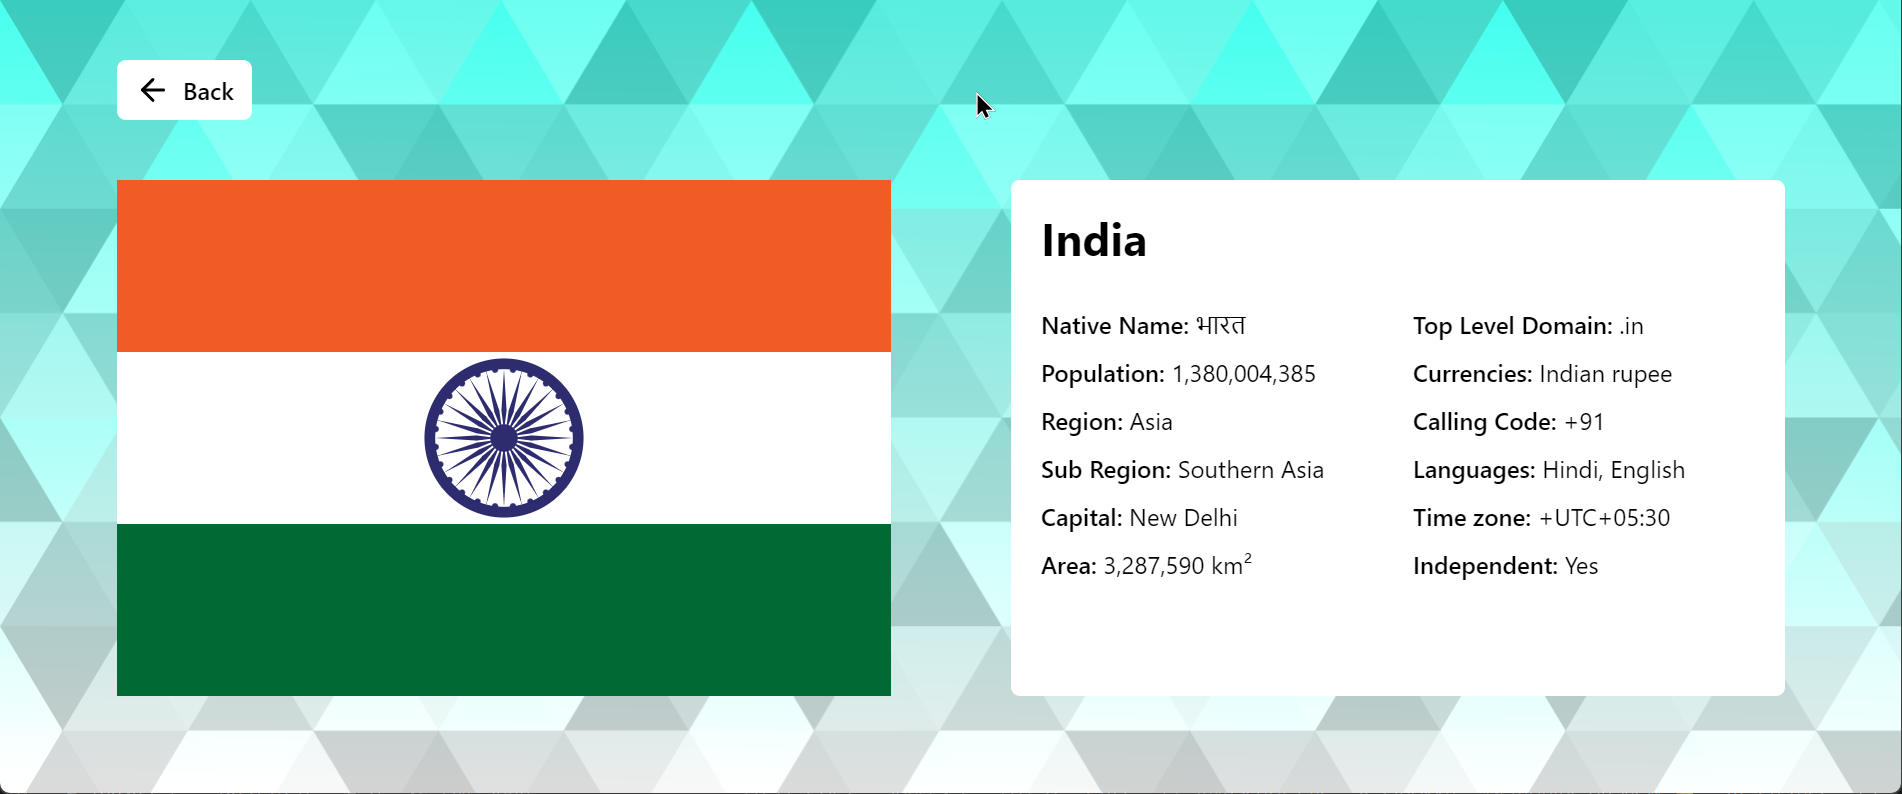 Back
India
Native Name: भारत
Population: 1,380,004,385
Region: Asia
Sub Region: Southern Asia
Capital: New Delhi
Area: 3,287,590 km²
Top Level Domain: .in
Currencies: Indian rupee
Calling Code: +91
Languages: Hindi, English
Time zone: +UTC+05:30
Independent: Yes